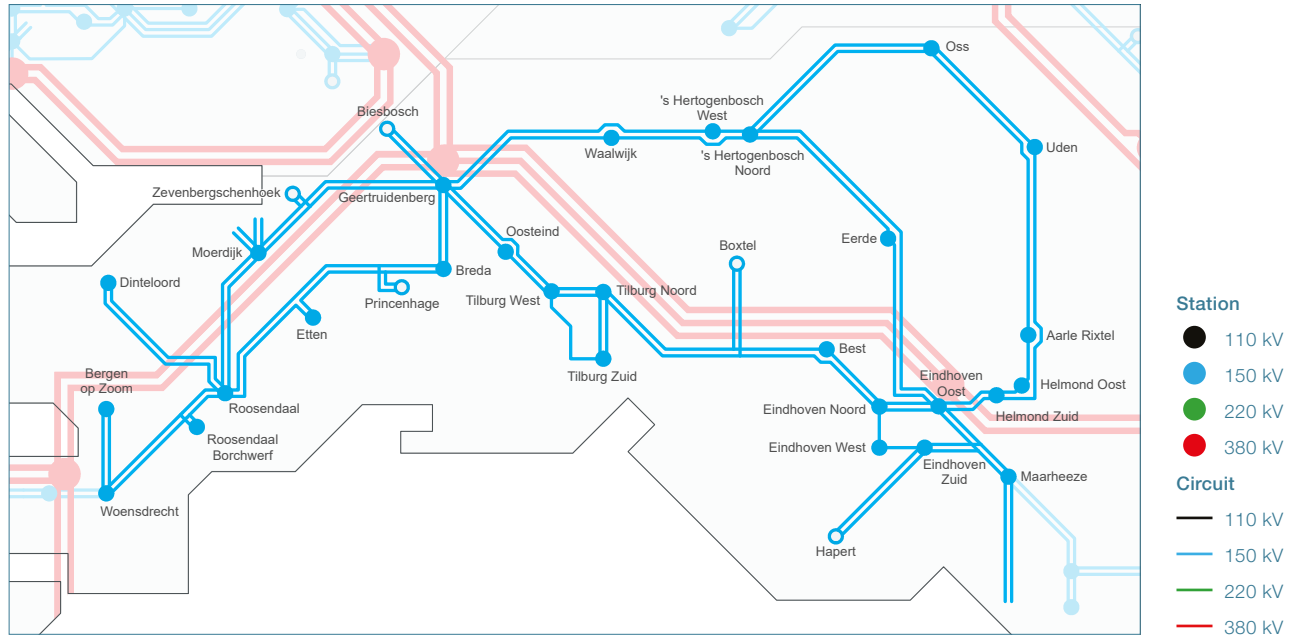 Oss
's Hertogenbosch
West
Biesbosch
Waalwijk
's Hertogenbosch
Noord
Uden
Zevenbergschenhoek
Geertruidenberg
Oosteind
Eerde
Boxtel
Moerdijk
Breda
Dinteloord
Princenhage
Tilburg West
Tilburg Noord
Etten
Aarle Rixtel
Best
Tilburg Zuid
Bergen
op Zoom
Eindhoven
Oost
Helmond Oost
Roosendaal
Eindhoven Noord
Helmond Zuid
Roosendaal
Borchwerf
Eindhoven West
Eindhoven
Zuid
Maarheeze
Woensdrecht
Hapert
Station
110 kV
150 kV
220 kV
380 kV
Circuit
110 kV
150 kV
220 kV
380 kV